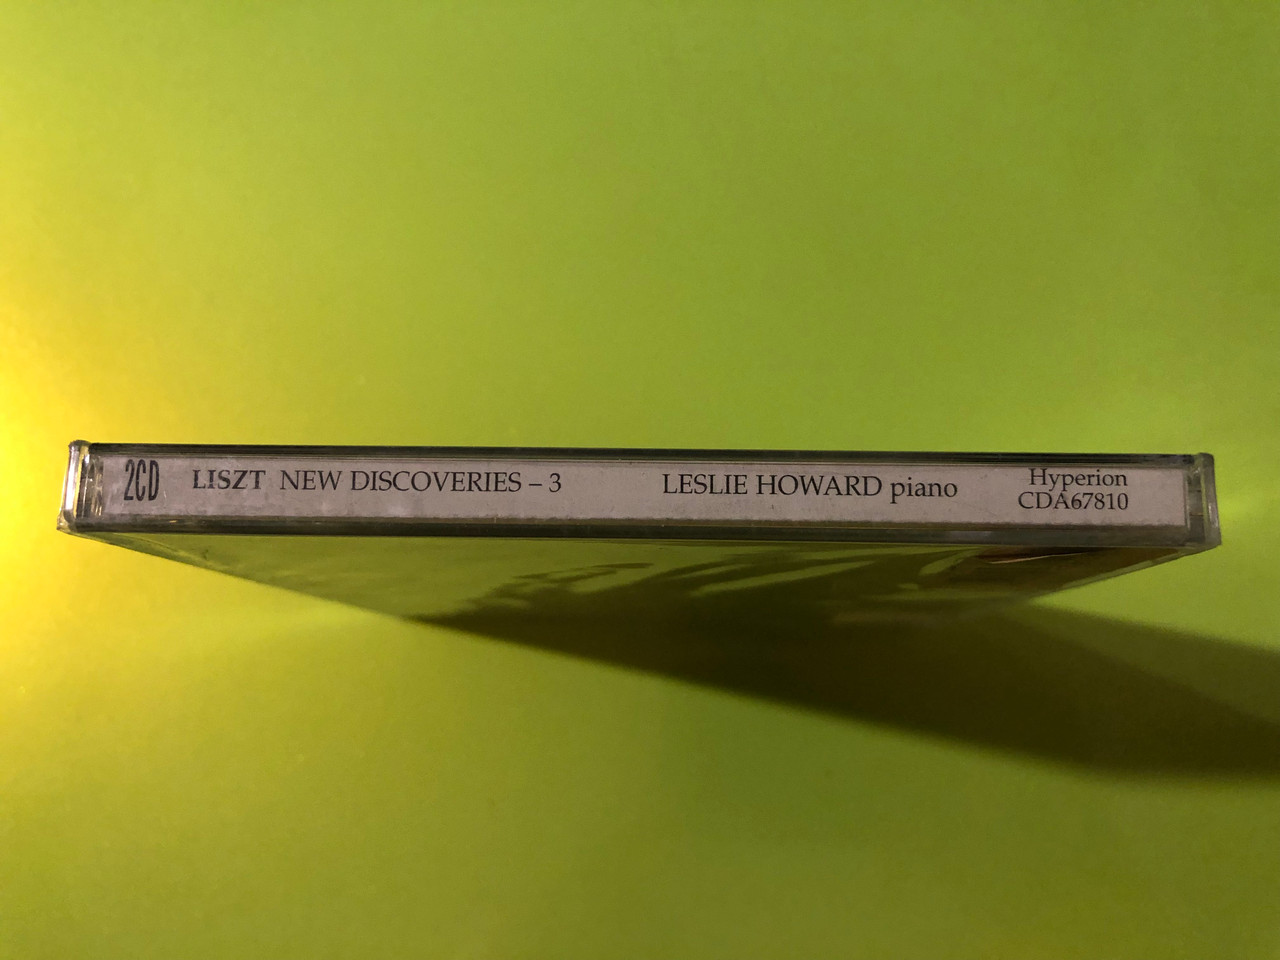 2CD LISZT NEW DISCOVERIES – 3 LESLIE HOWARD piano Hyperion
CDA67810